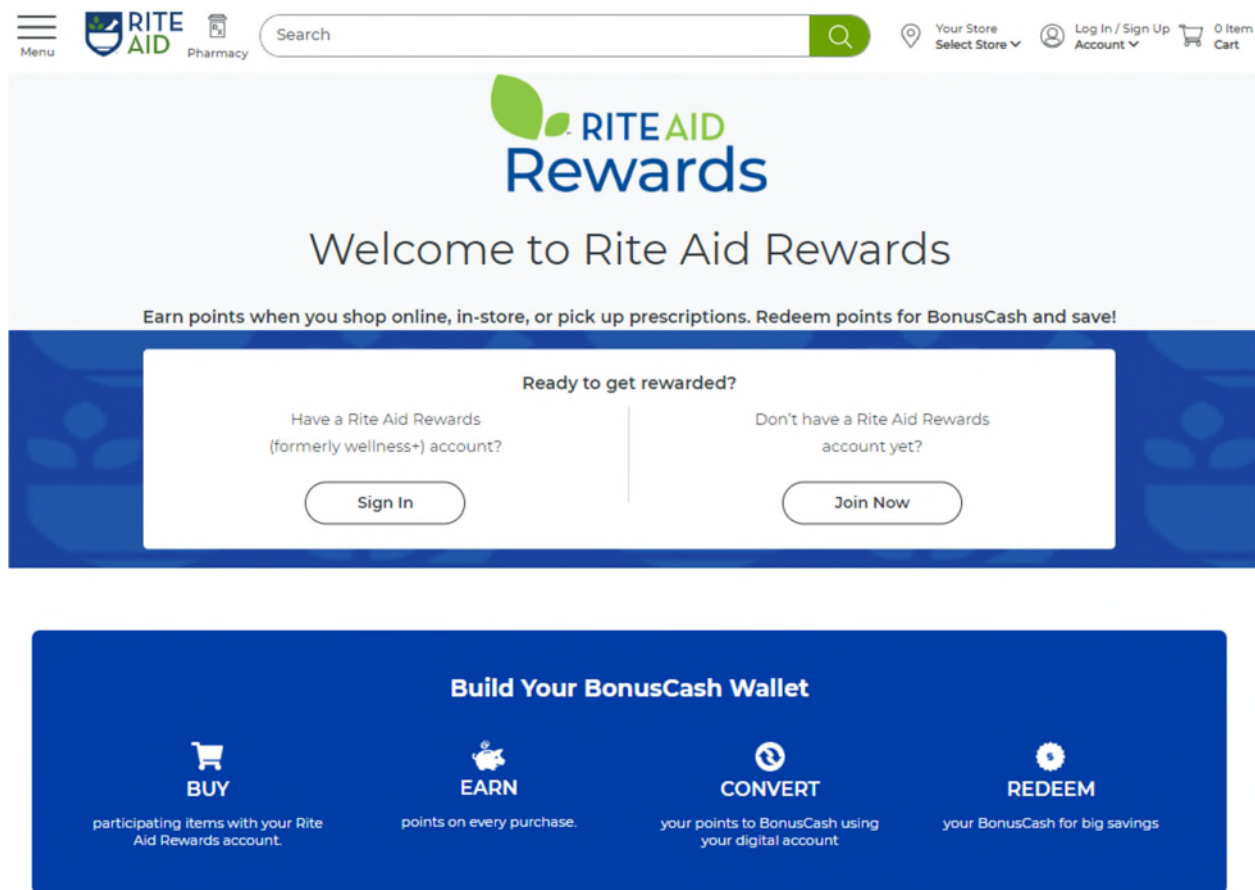 Menu
RITE AID
Pharmacy
Search
Your Store
Select Store
Log In / Sign Up
Account
0 Item
Cart
RITE AID
Rewards
Welcome to Rite Aid Rewards
Earn points when you shop online, in-store, or pick up prescriptions. Redeem points for BonusCash and save!
Ready to get rewarded?
Have a Rite Aid Rewards
(formerly wellness+) account?
Sign In
Don't have a Rite Aid Rewards
account yet?
Join Now
Build Your BonusCash Wallet
BUY
participating items with your Rite
Aid Rewards account.
EARN
points on every purchase.
CONVERT
your points to BonusCash using
your digital account
REDEEM
your BonusCash for big savings